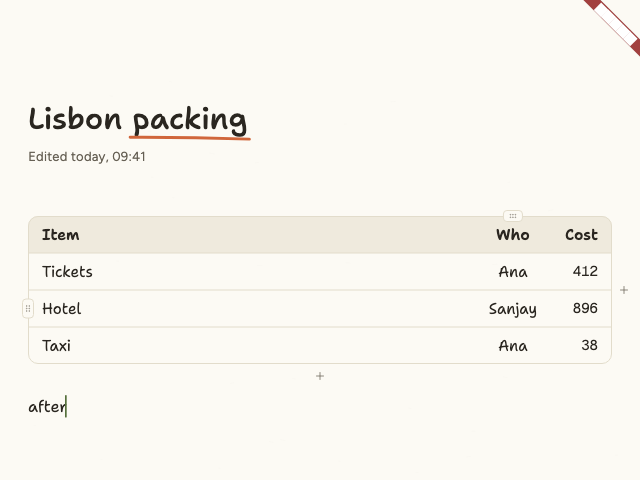 Lisbon packing
Edited today, 09:41
Item Who Cost
Tickets Ana 412
Hotel Sanjay 896
Taxi Ana 38
after